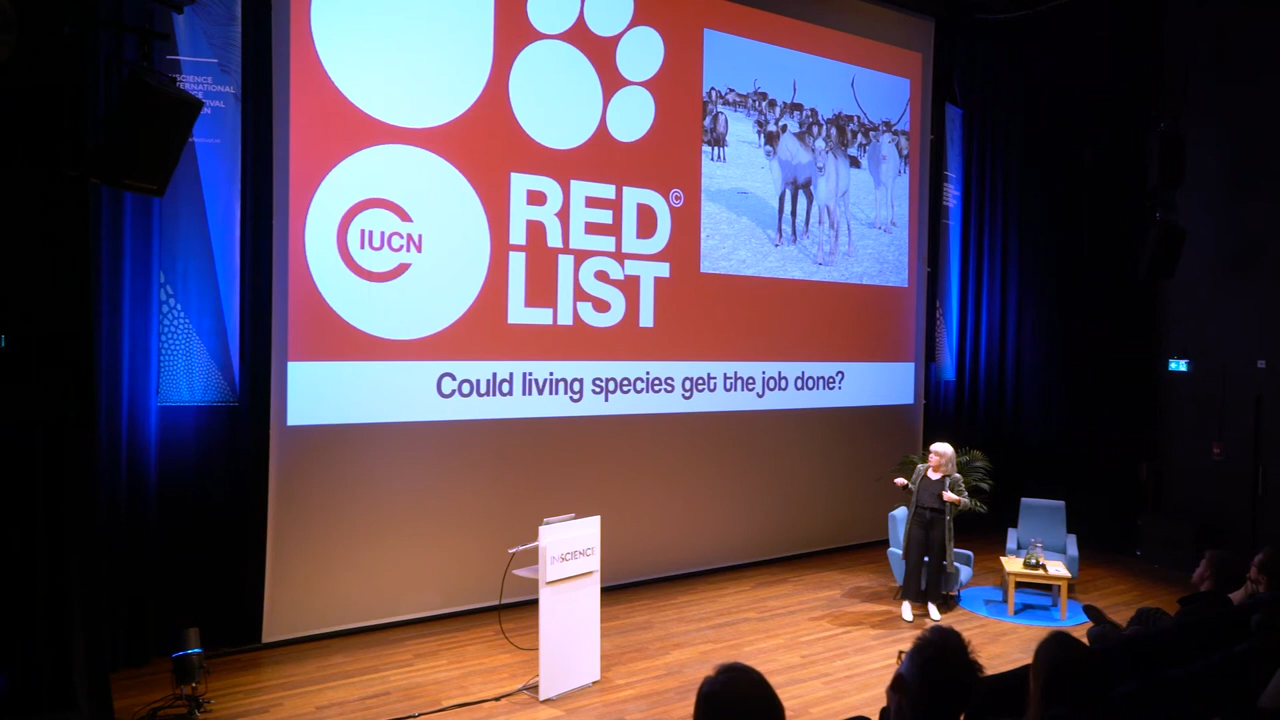 IUCN
RED
LIST
©
Could living species get the job done?
INSCIENCE